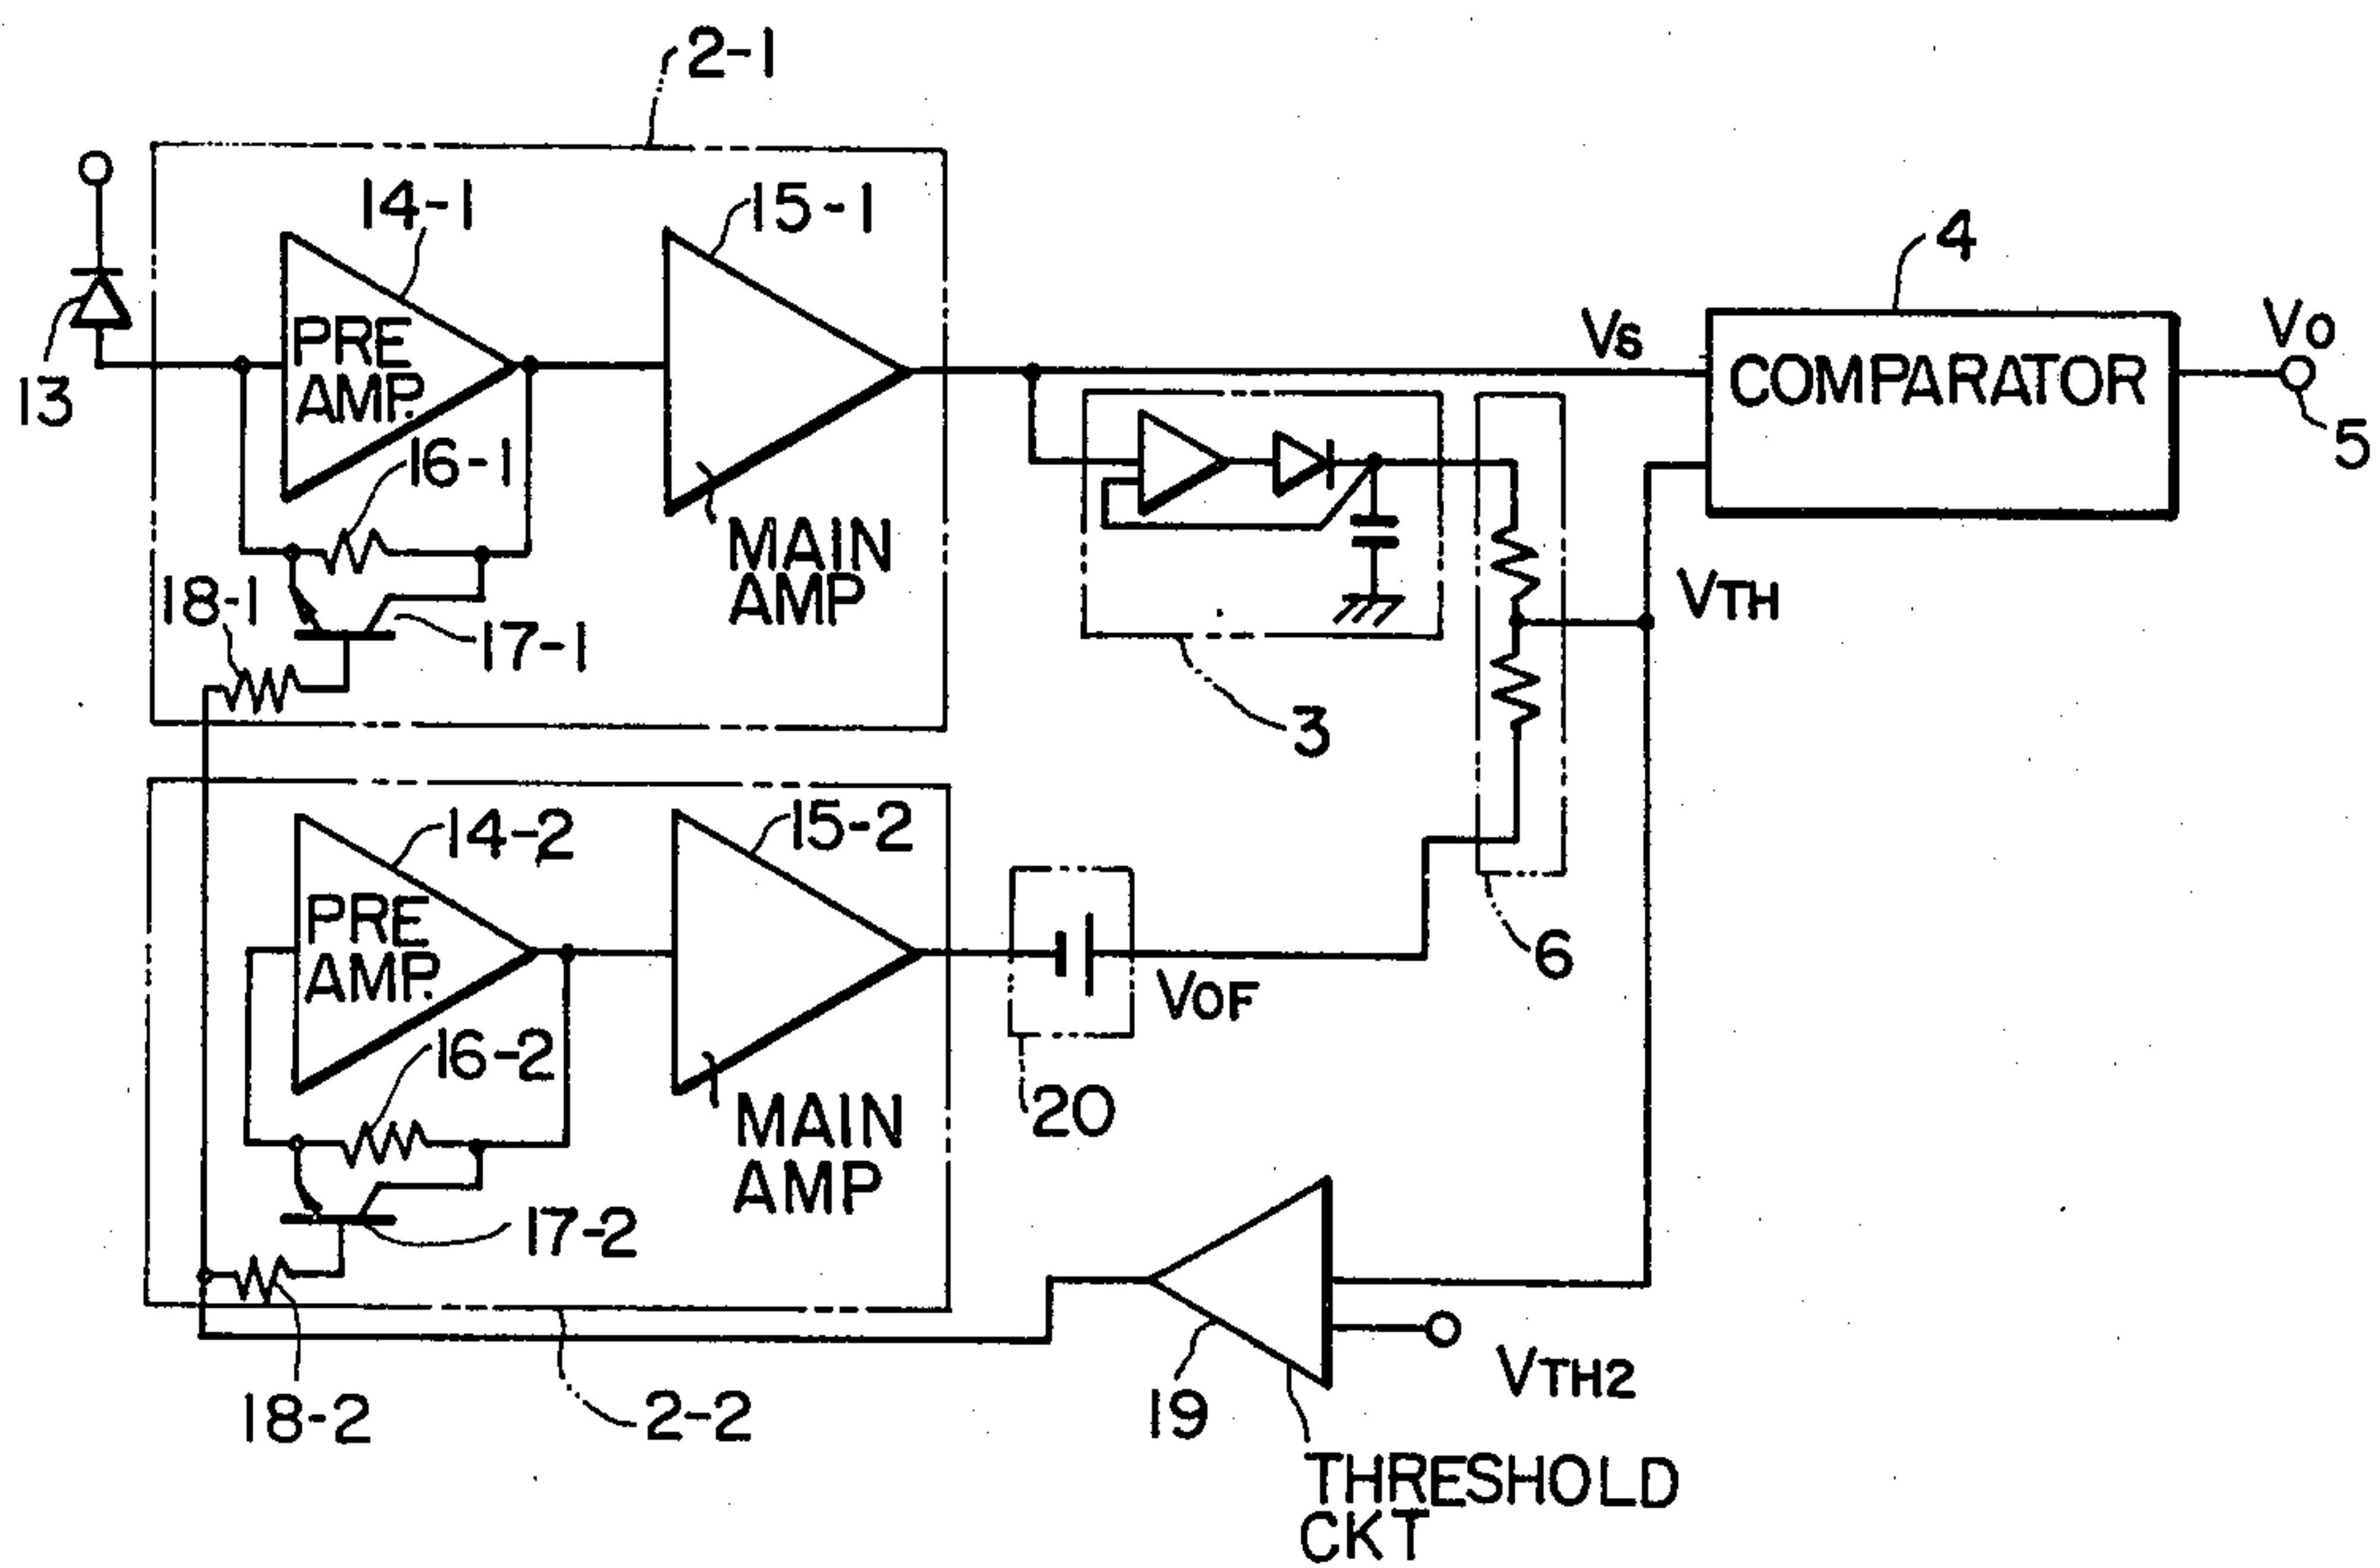 2-1
14-1
15-1
4
Vo
PRE
AMP.
Vs
COMPARATOR
13
5
16-1
MAIN
AMP
18-1
VTH
17-1
3
14-2
15-2
PRE
AMP.
6
VOF
16-2
20
MAIN
AMP
17-2
VTH2
18-2
2-2
19
THRESHOLD
CKT